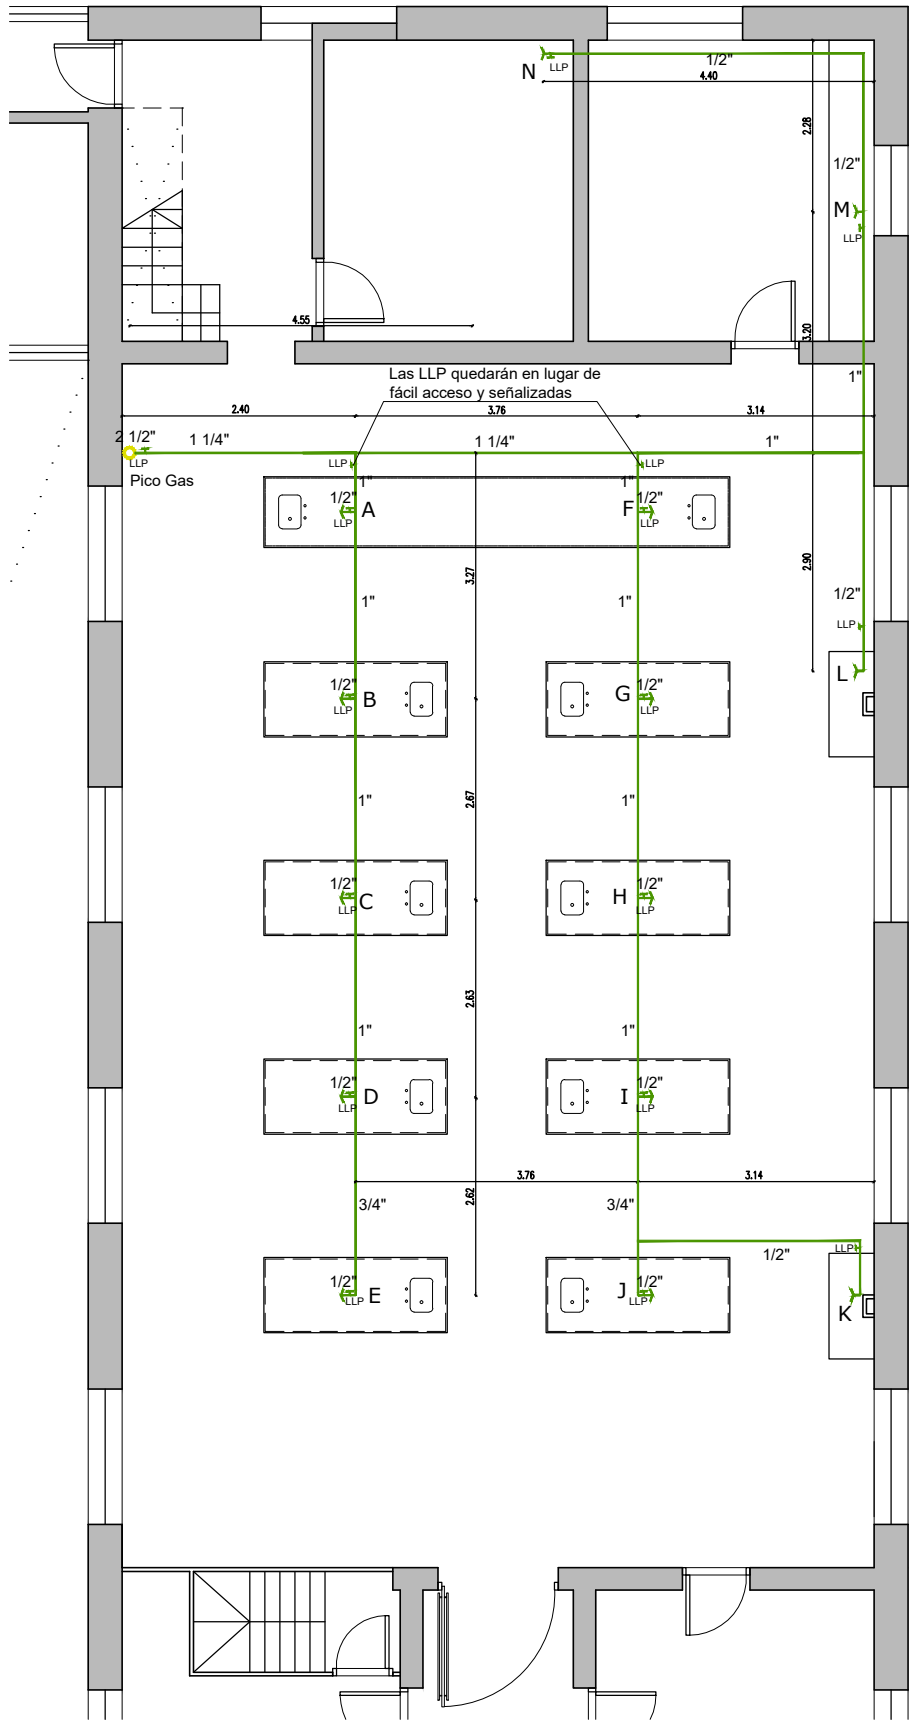 1/2"
N
LLP
4.40
2.28
1/2"
M
LLP
4.55
3.20
Las LLP quedarán en lugar de
fácil acceso y señalizadas
1"
2.40
3.76
3.14
2 1/2"
1 1/4"
1 1/4"
1"
LLP
LLP
LLP
Pico Gas
1"
1"
1/2"
A
F
1/2"
LLP
LLP
3.27
2.90
1"
1"
1/2"
LLP
1/2"
B
G
1/2"
L
LLP
LLP
1"
2.67
1"
1/2"
C
H
1/2"
LLP
LLP
2.63
1"
1"
1/2"
D
I
1/2"
LLP
LLP
3.76
3.14
3/4"
2.62
3/4"
LLP
1/2"
1/2"
E
J
1/2"
LLP
LLP
K